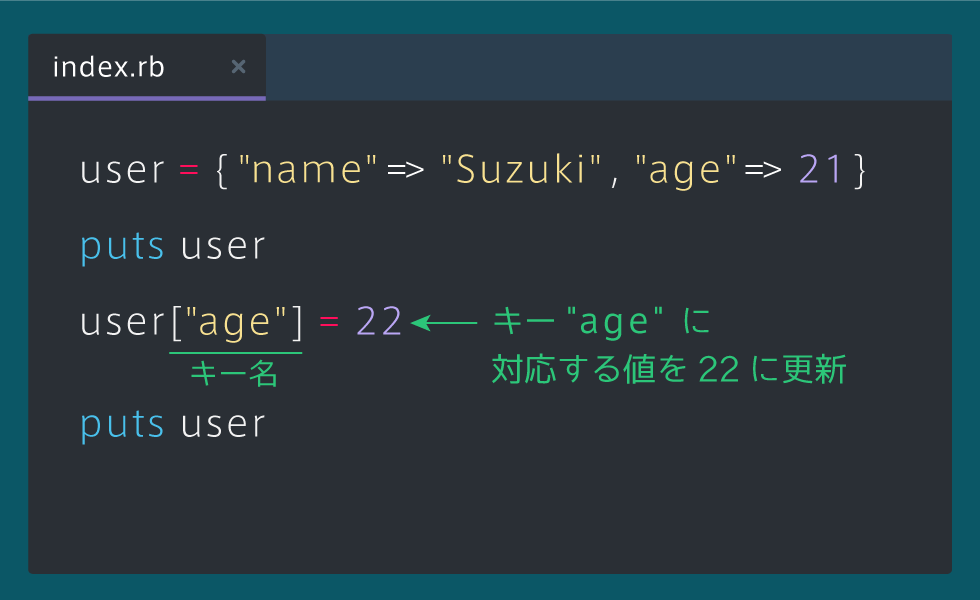 index.rb ×
user = { "name" => "Suzuki", "age" => 21 }
puts user
user["age"] = 22 キー "age" に
キー名 対応する値を 22 に更新
puts user